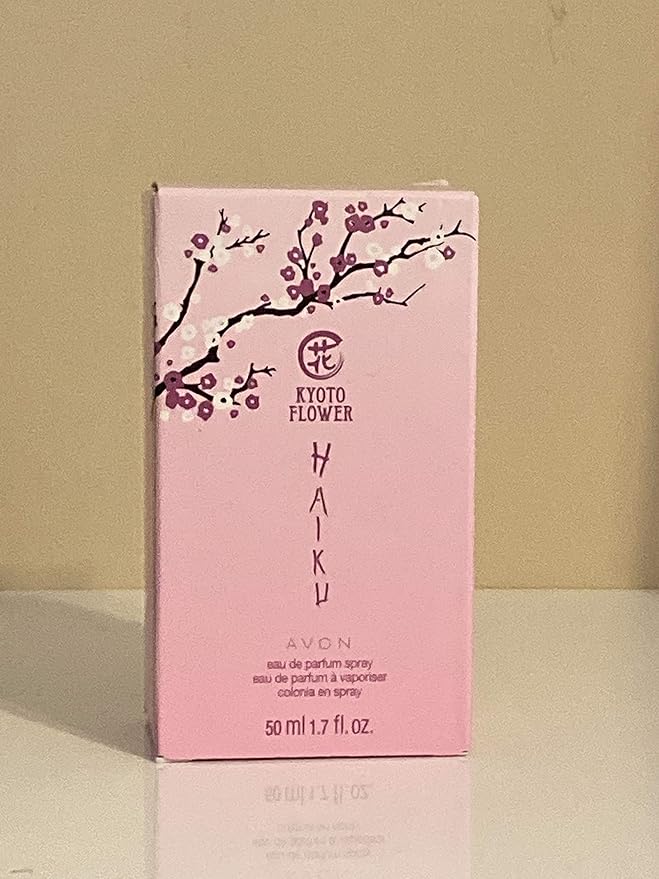 花
KYOTO
FLOWER
HAIKU
AVON
eau de parfum spray
eau de parfum à vaporiser
colonia en spray
50 ml 1.7 fl. oz.